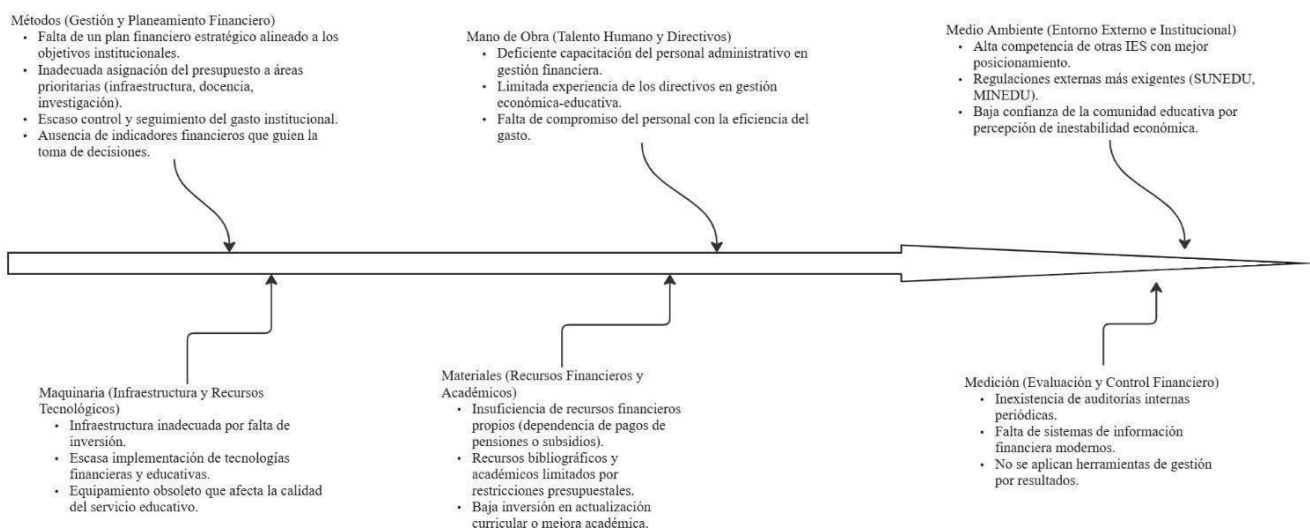 Métodos (Gestión y Planeamiento Financiero)
• Falta de un plan financiero estratégico alineado a los
objetivos institucionales.
• Inadecuada asignación del presupuesto a áreas
prioritarias (infraestructura, docencia,
investigación).
• Escaso control y seguimiento del gasto institucional.
• Ausencia de indicadores financieros que guíen la
toma de decisiones.
Mano de Obra (Talento Humano y Directivos)
• Deficiente capacitación del personal administrativo en
gestión financiera.
• Limitada experiencia de los directivos en gestión
económica-educativa.
• Falta de compromiso del personal con la eficiencia del
gasto.
Medio Ambiente (Entorno Externo e Institucional)
• Alta competencia de otras IES con mejor
posicionamiento.
• Regulaciones externas más exigentes (SUNEDU,
MINEDU).
• Baja confianza de la comunidad educativa por
percepción de inestabilidad económica.
Maquinaria (Infraestructura y Recursos
Tecnológicos)
• Infraestructura inadecuada por falta de
inversión.
• Escasa implementación de tecnologías
financieras y educativas.
• Equipamiento obsoleto que afecta la calidad
del servicio educativo.
Materiales (Recursos Financieros y
Académicos)
• Insuficiencia de recursos financieros
propios (dependencia de pagos de
pensiones o subsidios).
• Recursos bibliográficos y
académicos limitados por
restricciones presupuestales.
• Baja inversión en actualización
curricular o mejora académica.
Medición (Evaluación y Control Financiero)
• Inexistencia de auditorías internas
periódicas.
• Falta de sistemas de información
financiera modernos.
• No se aplican herramientas de gestión
por resultados.